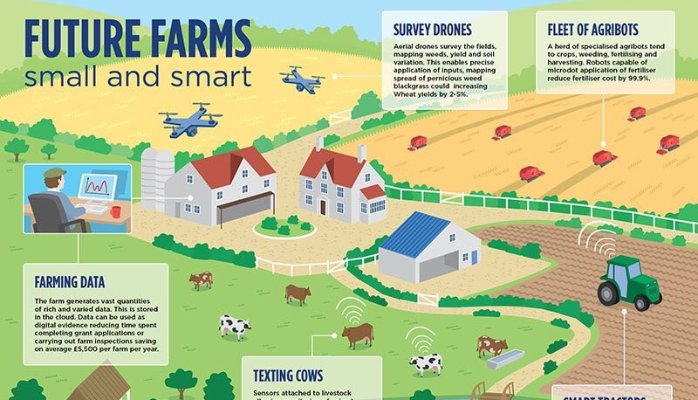 FUTURE FARMS
small and smart
SURVEY DRONES
Aerial drones survey the fields,
mapping weeds, yield and soil
variation. This enables precise
application of inputs, mapping
spread of pernicious weed
blackgrass could increasing
Wheat yields by 2-5%.
FLEET OF AGRIBOTS
A herd of specialised agribots tend
to crops, weeding, fertilising and
harvesting. Robots capable of
microdot application of fertiliser
reduce fertiliser cost by 99.9%.
FARMING DATA
The farm generates vast quantities
of rich and varied data. This is stored
in the cloud. Data can be used as
digital evidence reducing time spent
completing grant applications or
carrying out farm inspections saving
on average £5,500 per farm per year.
TEXTING COWS
Sensors attached to livestock
SMART TRACTORS